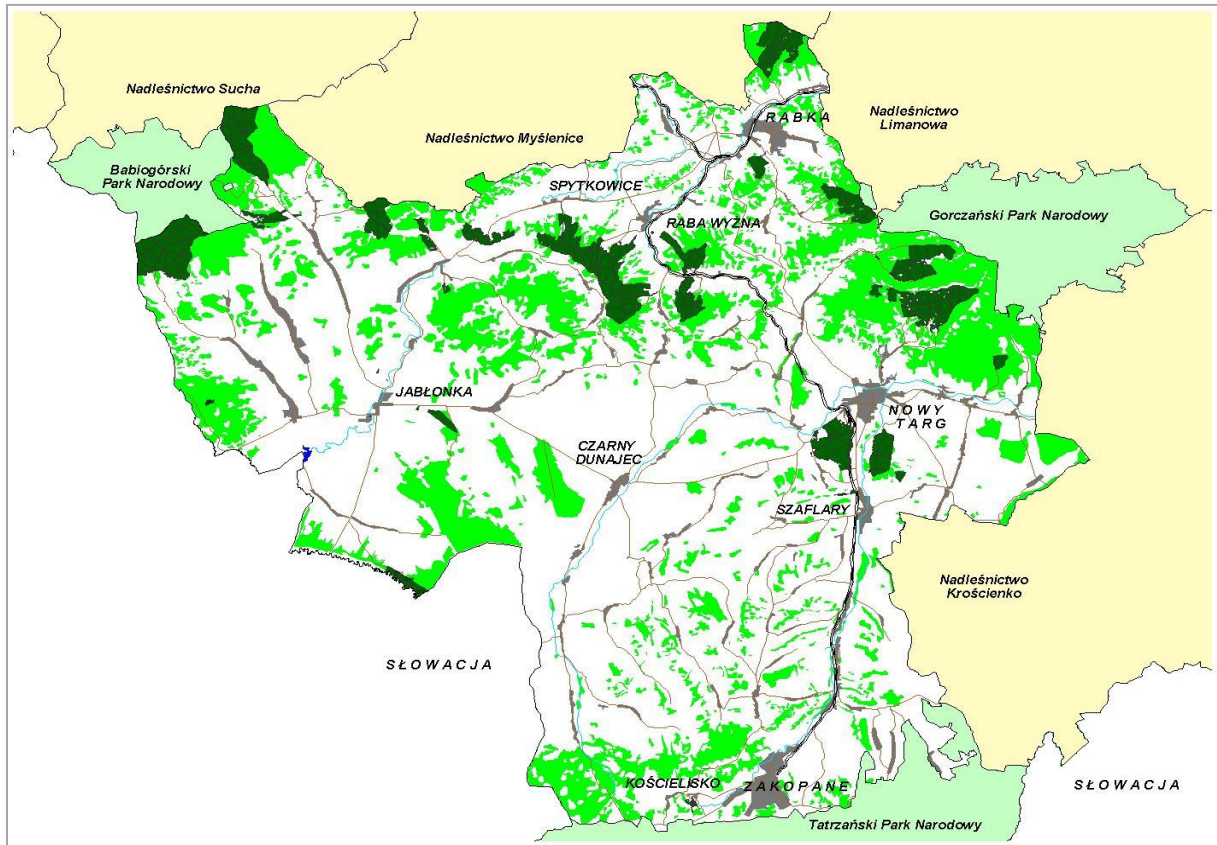 Nadleśnictwo Sucha
Nadleśnictwo Myślenice
Nadleśnictwo
Limanowa
RABKA
Babiogórski
Park Narodowy
SPYTKOWICE
RABA WYŻNA
Gorczański Park Narodowy
JABŁONKA
NOWY
TARG
CZARNY
DUNAJEC
SZAFLARY
Nadleśnictwo
Krościenko
SŁOWACJA
KOŚCIELISKO
ZAKOPANE
SŁOWACJA
Tatrzański Park Narodowy